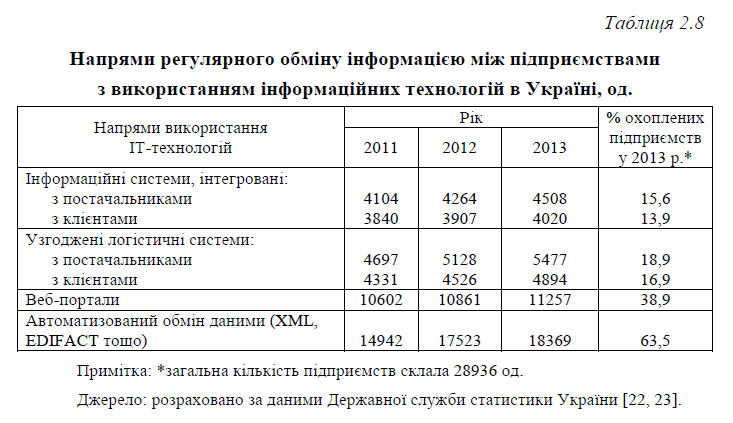 Таблиця 2.8
Напрями регулярного обміну інформацією між підприємствами
з використанням інформаційних технологій в Україні, од.
Напрями використання ІТ-технологій | Рік | % охоплених підприємств у 2013 р.*
2011 | 2012 | 2013
Інформаційні системи, інтегровані:
з постачальниками 4104 4264 4508 15,6
з клієнтами 3840 3907 4020 13,9
Узгоджені логістичні системи:
з постачальниками 4697 5128 5477 18,9
з клієнтами 4331 4526 4894 16,9
Веб-портали 10602 10861 11257 38,9
Автоматизований обмін даними (XML,
EDIFACT тощо) 14942 17523 18369 63,5
Примітка: *загальна кількість підприємств склала 28936 од.
Джерело: розраховано за даними Державної служби статистики України [22, 23].